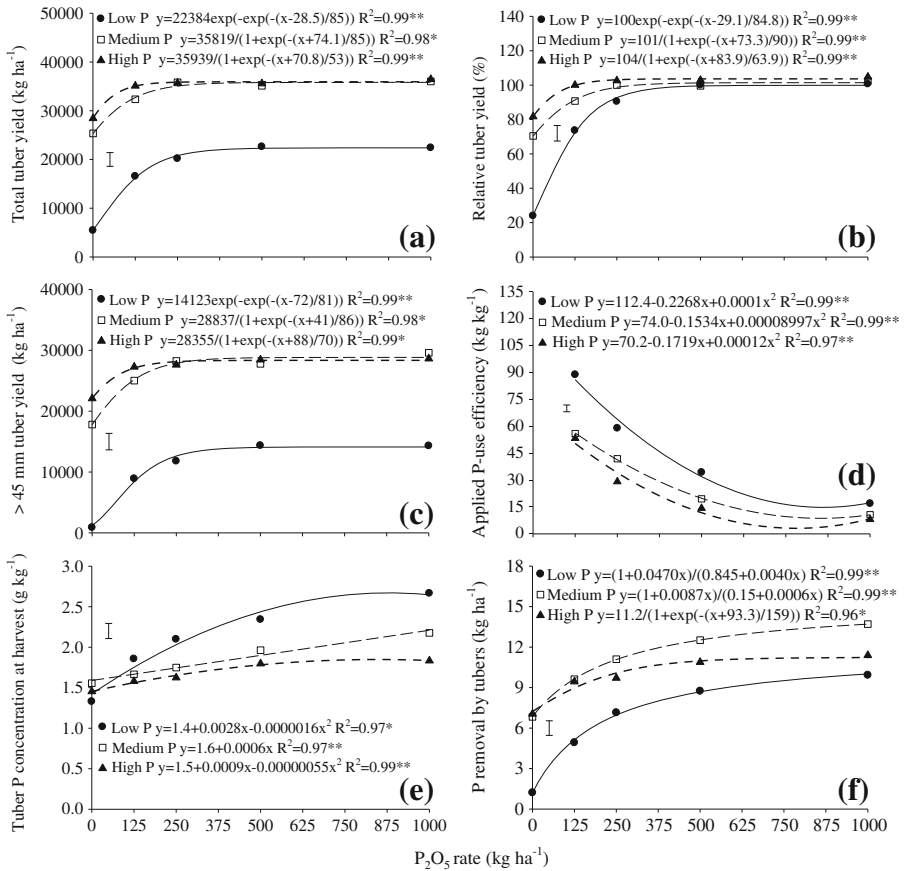 Total tuber yield (kg ha⁻¹)
50000
40000
30000
20000
10000
0
Low P y=22384exp(-exp(-(x-28.5)/85)) R²=0.99**
Medium P y=35819/(1+exp(-(x+74.1)/85)) R²=0.98*
High P y=35939/(1+exp(-(x+70.8)/53)) R²=0.99**
(a)
Relative tuber yield (%)
140
120
100
80
60
40
20
0
Low P y=100exp(-exp(-(x-29.1)/84.8)) R²=0.99**
Medium P y=101/(1+exp(-(x+73.3)/90)) R²=0.99**
High P y=104/(1+exp(-(x+83.9)/63.9)) R²=0.99**
(b)
> 45 mm tuber yield (kg ha⁻¹)
40000
30000
20000
10000
0
Low P y=14123exp(-exp(-(x-72)/81)) R²=0.99**
Medium P y=28837/(1+exp(-(x+41)/86)) R²=0.98*
High P y=28355/(1+exp(-(x+88)/70)) R²=0.99*
(c)
Applied P-use efficiency (kg kg⁻¹)
135
120
105
90
75
60
45
30
15
0
Low P y=112.4-0.2268x+0.0001x² R²=0.99**
Medium P y=74.0-0.1534x+0.00008997x² R²=0.99**
High P y=70.2-0.1719x+0.00012x² R²=0.97**
(d)
Tuber P concentration at harvest (g kg⁻¹)
3.0
2.5
2.0
1.5
1.0
0.5
0.0
Low P y=1.4+0.0028x-0.0000016x² R²=0.97*
Medium P y=1.6+0.0006x R²=0.97**
High P y=1.5+0.0009x-0.00000055x² R²=0.99**
(e)
0 125 250 375 500 625 750 875 1000
P removal by tubers (kg ha⁻¹)
18
15
12
9
6
3
0
Low P y=(1+0.0470x)/(0.845+0.0040x) R²=0.99**
Medium P y=(1+0.0087x)/(0.15+0.0006x) R²=0.99**
High P y=11.2/(1+exp(-(x+93.3)/159)) R²=0.96*
(f)
0 125 250 375 500 625 750 875 1000
P₂O₅ rate (kg ha⁻¹)